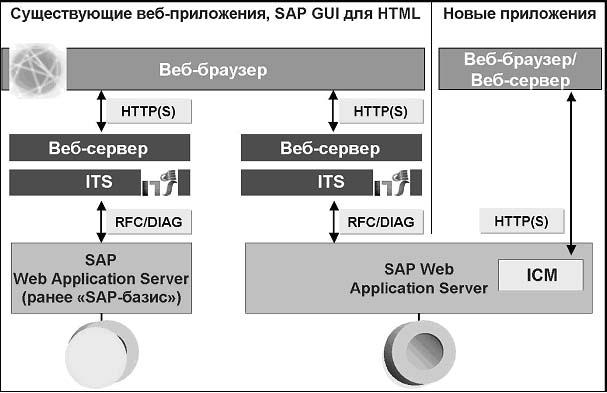 Существующие веб-приложения, SAP GUI для HTML
Новые приложения
Веб-браузер
Веб-браузер/
Веб-сервер
HTTP(S)
HTTP(S)
Веб-сервер
Веб-сервер
ITS
ITS
ITS
ITS
RFC/DIAG
RFC/DIAG
HTTP(S)
SAP
Web Application Server
(ранее «SAP-базис»)
SAP Web
Application Server
ICM